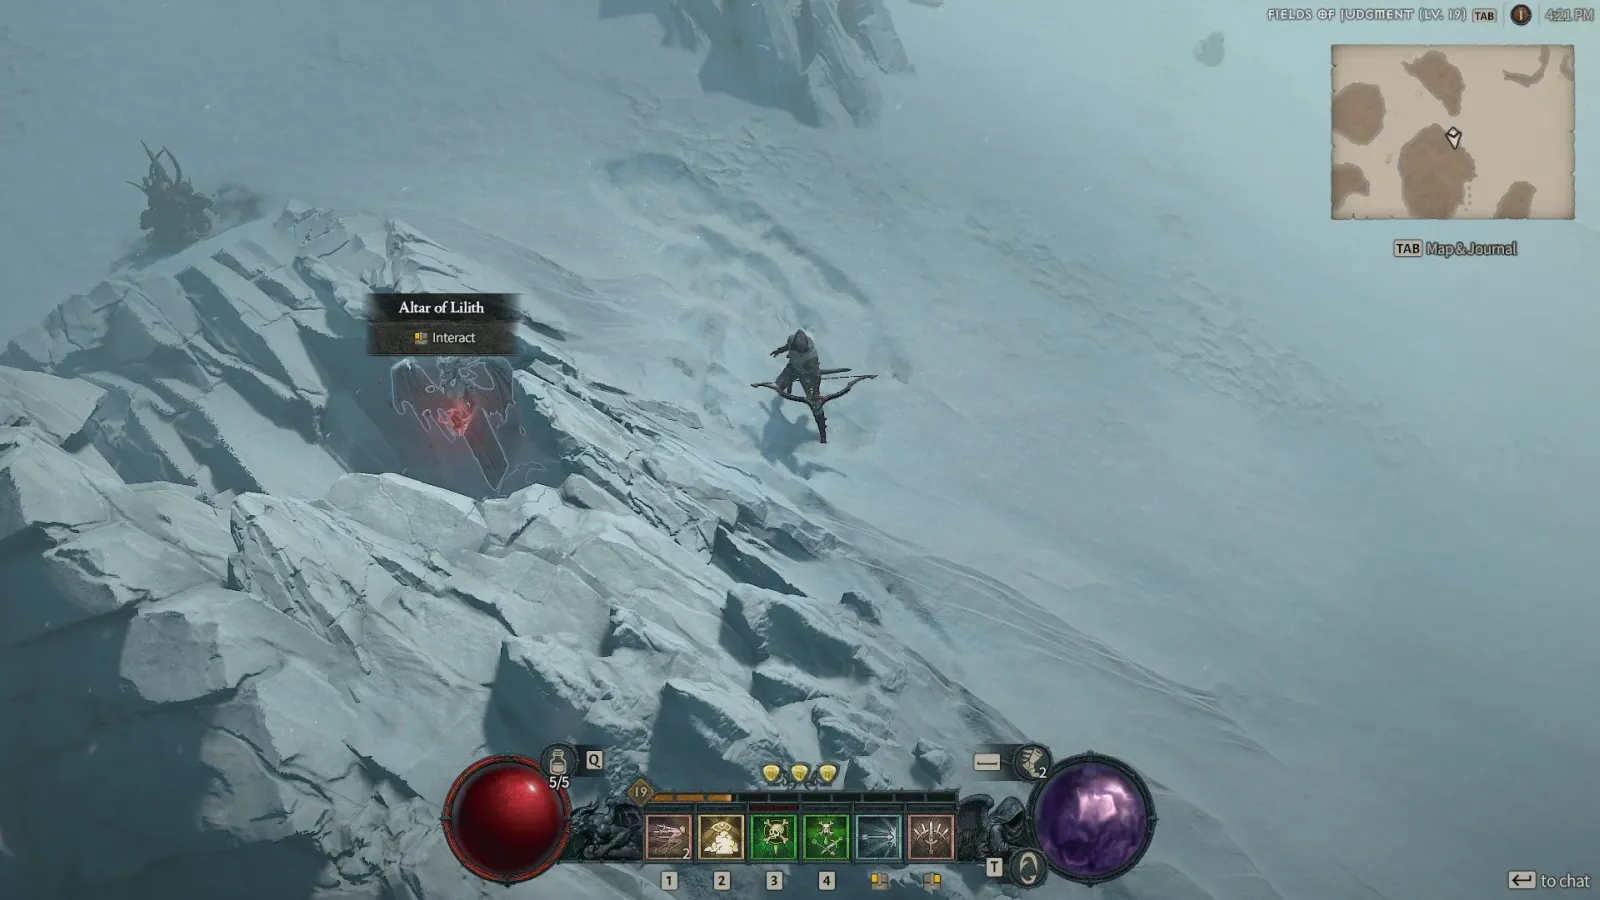 FIELDS OF JUDGMENT (LV. 19) TAB 4:21 PM
TAB Map & Journal
Altar of Lilith
Interact
Q
5/5
2
19
2
1 2 3 4
T
to chat